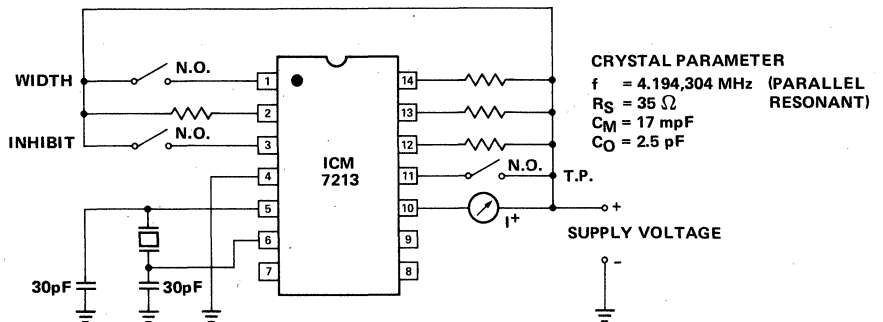 WIDTH
N.O.
INHIBIT
N.O.
1
2
3
4
5
6
7
14
13
12
11
10
9
8
ICM
7213
N.O.
T.P.
I+
+
SUPPLY VOLTAGE
-
30pF
30pF
CRYSTAL PARAMETER
f = 4.194,304 MHz (PARALLEL
RS = 35 Ω RESONANT)
CM = 17 mpF
CO = 2.5 pF